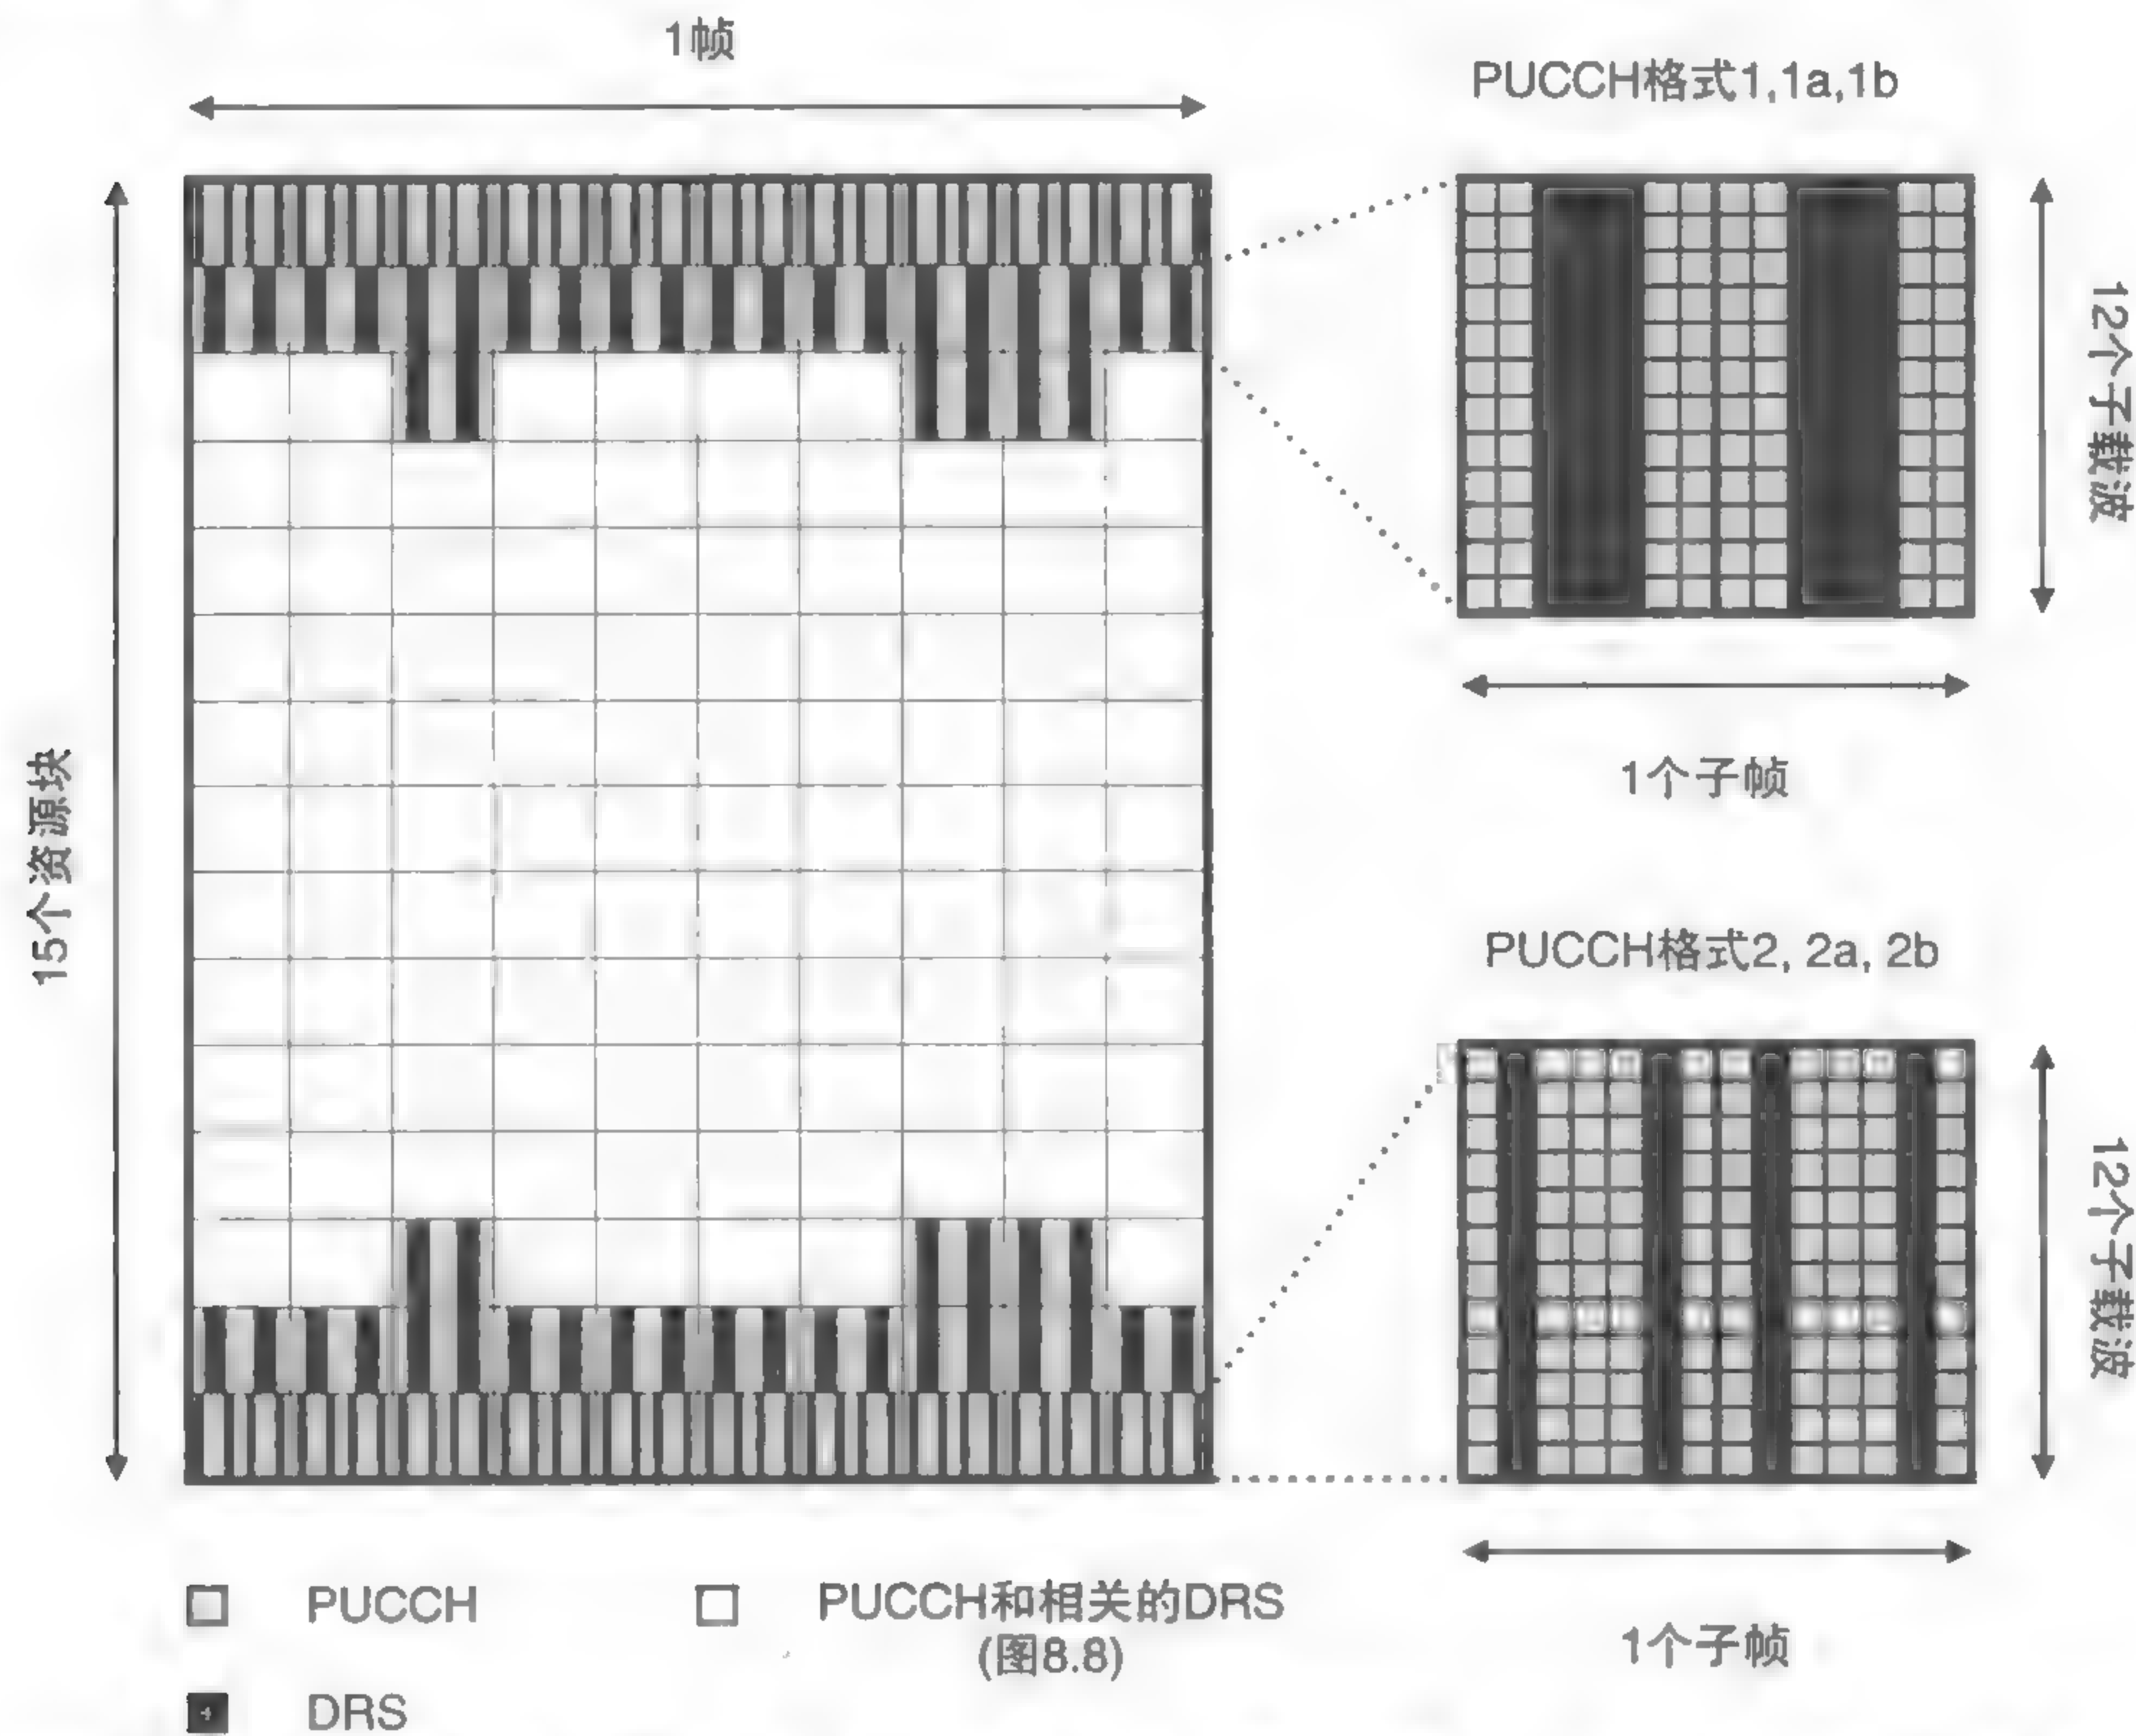 1帧
PUCCH格式1,1a,1b
15个资源块
12个子载波
1个子帧
PUCCH格式2, 2a, 2b
12个子载波
1个子帧
PUCCH
PUCCH和相关的DRS
(图8.8)
DRS